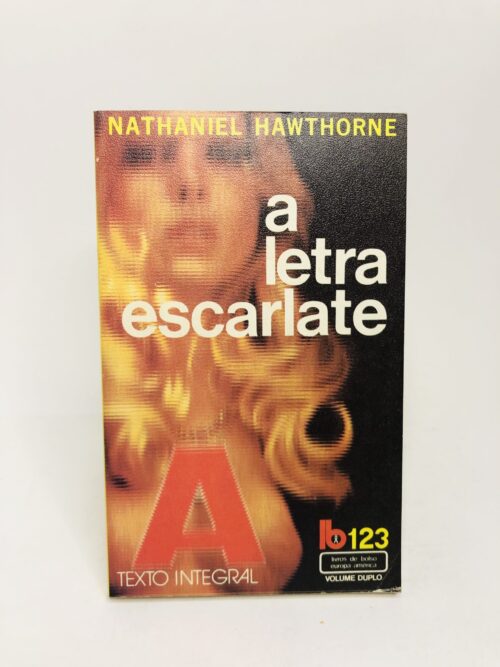 NATHANIEL HAWTHORNE
a
letra
escarlate
A
TEXTO INTEGRAL
lb 123
livros de bolso
europa américa
VOLUME DUPLO